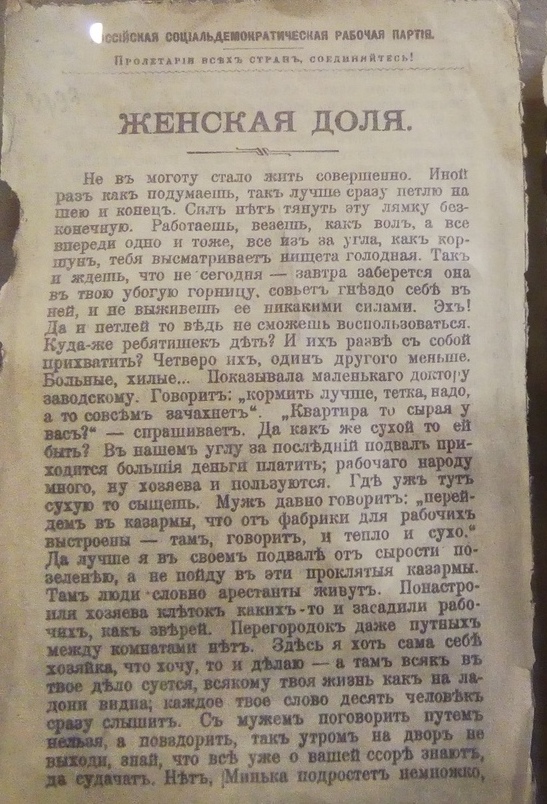 РОССІЙСКАЯ СОЦІАЛЬДЕМОКРАТИЧЕСКАЯ РАБОЧАЯ ПАРТІЯ.
Пролетаріи всѣхъ странъ, соединяйтесь!
ЖЕНСКАЯ ДОЛЯ.
Не въ моготу стало жить совершенно. Иной
разъ какъ подумаешь, такъ лучше сразу петлю на
шею и конецъ. Силъ нѣтъ тянуть эту лямку без-
конечную. Работаешь, везешь, какъ волъ, а все
впереди одно и тоже, все из за угла, какъ кор-
шунъ, тебя высматриваетъ нищета голодная. Такъ
и ждешь, что не сегодня — завтра заберется она
въ твою убогую горницу, совьетъ гнѣздо себѣ въ
ней, и не выживешь ее никакими силами. Эхъ!
Да и петлей то вѣдь не сможешь воспользоваться.
Куда-же ребятишекъ дѣть? И ихъ развѣ съ собой
прихватить? Четверо ихъ, одинъ другого меньше.
Больные, хилые... Показывала маленькаго доктору
заводскому. Говоритъ: „кормить лучше, тетка, надо,
а то совсѣмъ зачахнетъ“. „Квартира то сырая у
васъ?“ — спрашиваетъ. Да какъ же сухой то ей
быть? Въ нашемъ углу за послѣдній подвалъ при-
ходится большія деньги платить; рабочаго народу
много, ну хозяева и пользуются. Гдѣ ужъ тутъ
сухую то сыщешь. Мужъ давно говоритъ: „перей-
демъ въ казармы, что отъ фабрики для рабочихъ
выстроены — тамъ, говоритъ, и тепло и сухо.“
Да лучше я въ своемъ подвалѣ отъ сырости по-
зеленѣю, а не пойду въ эти проклятыя казармы.
Тамъ люди словно арестанты живутъ. Понастро-
или хозяева клѣтокъ какихъ-то и засадили рабо-
чихъ, какъ звѣрей. Перегородокъ даже путныхъ
между комнатами нѣтъ. Здѣсь я хоть сама себѣ
хозяйка, что хочу, то и дѣлаю — а тамъ всякъ въ
твое дѣло суется, всякому твоя жизнь какъ на ла-
дони видна; каждое твое слово десять человѣкъ
сразу слышитъ. Съ мужемъ поговорить путемъ
нельзя, а повздорить, такъ утромъ на дворъ не
выходи, знай, что всѣ уже о вашей ссорѣ знаютъ,
да судачатъ. Нѣтъ, Минька подростетъ немножко,